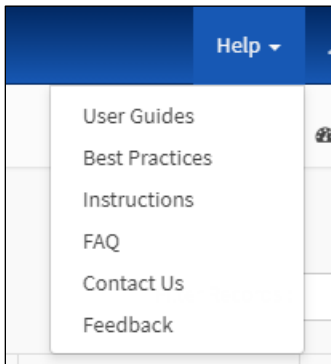 Help
User Guides
Best Practices
Instructions
FAQ
Contact Us
Feedback